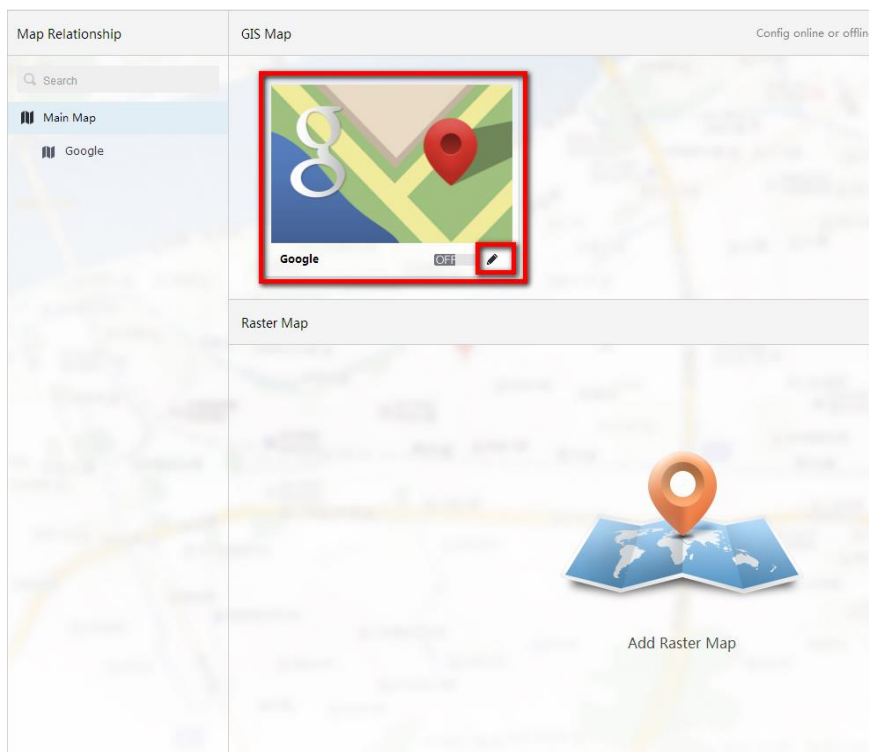 Map Relationship
GIS Map
Config online or offlin
Search
Main Map
Google
g
Google
OFF
Raster Map
Add Raster Map